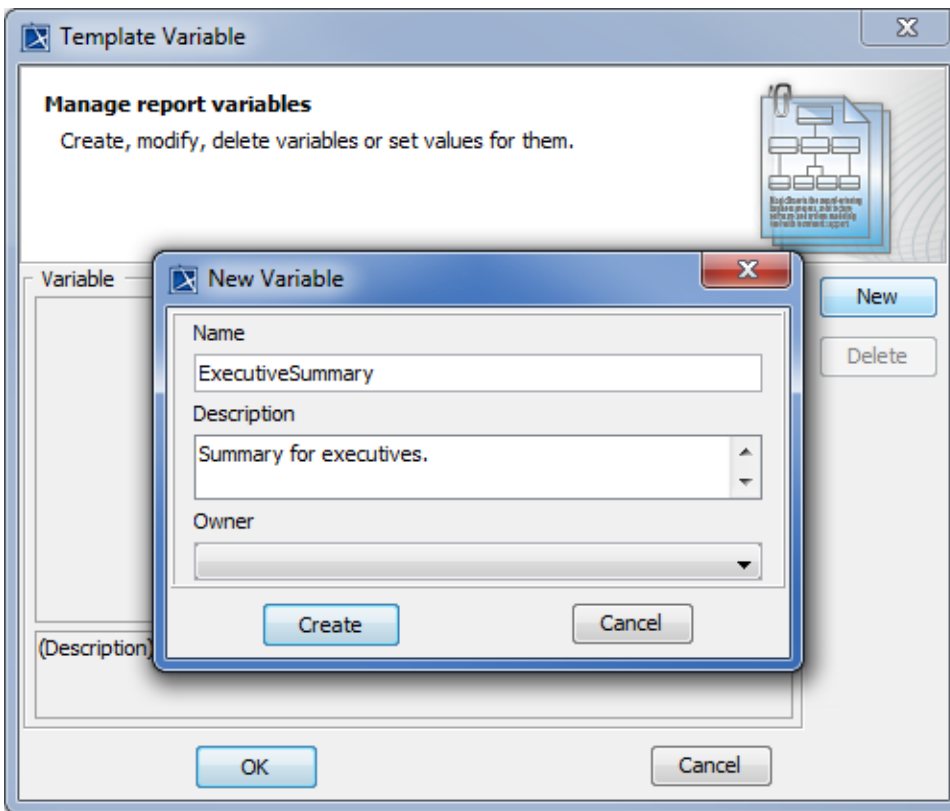 Template Variable
Manage report variables
Create, modify, delete variables or set values for them.
Variable
New
Delete
New Variable
Name
ExecutiveSummary
Description
Summary for executives.
Owner
Create
Cancel
(Description)
OK
Cancel